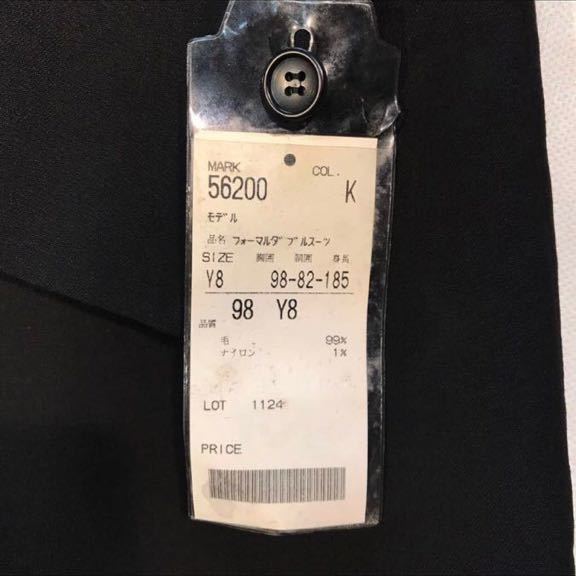 MARK COL.
56200 K
モデル
品名 フォーマルダブルスーツ
SIZE 胸囲 胴囲 身長
Y8 98-82-185
98 Y8
品質
毛 99%
ナイロン 1%
LOT 1124
PRICE